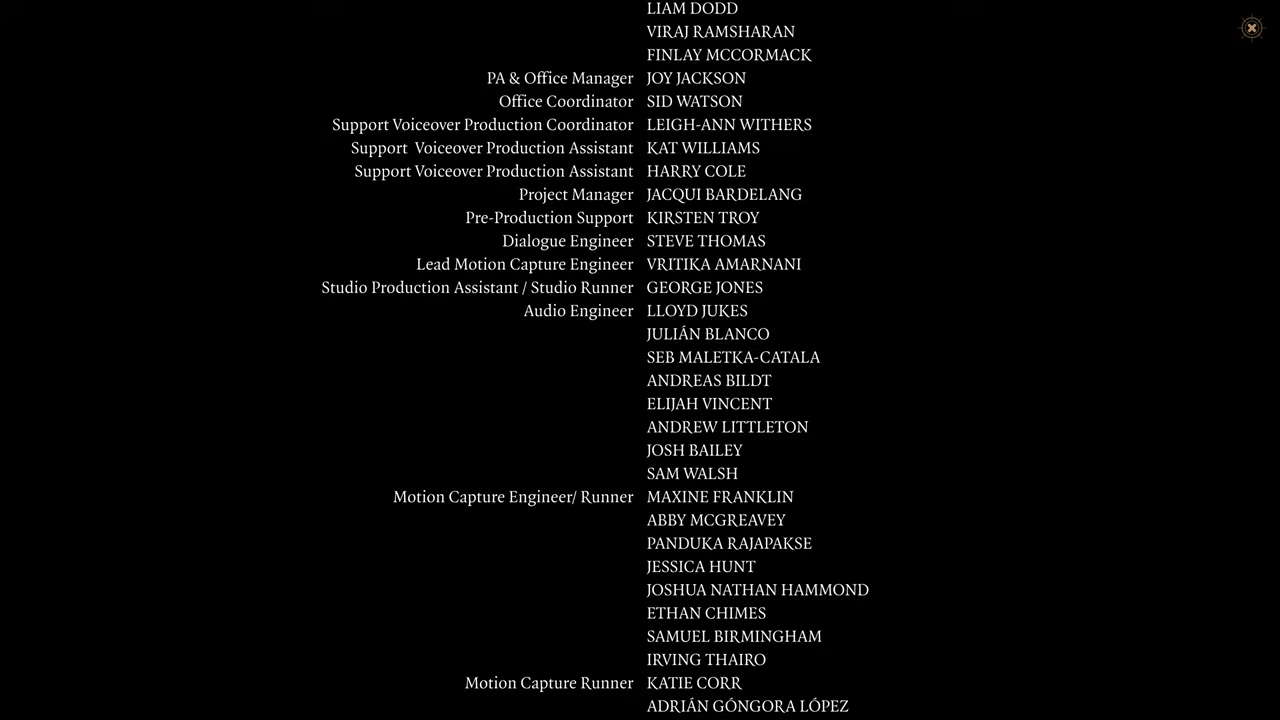 LIAM DODD
VIRAJ RAMSHARAN
FINLAY MCCORMACK
PA & Office Manager JOY JACKSON
Office Coordinator SID WATSON
Support Voiceover Production Coordinator LEIGH-ANN WITHERS
Support Voiceover Production Assistant KAT WILLIAMS
Support Voiceover Production Assistant HARRY COLE
Project Manager JACQUI BARDELANG
Pre-Production Support KIRSTEN TROY
Dialogue Engineer STEVE THOMAS
Lead Motion Capture Engineer VRITIKA AMARNANI
Studio Production Assistant / Studio Runner GEORGE JONES
Audio Engineer LLOYD JUKES
JULIÁN BLANCO
SEB MALETKA-CATALA
ANDREAS BILDT
ELIJAH VINCENT
ANDREW LITTLETON
JOSH BAILEY
SAM WALSH
Motion Capture Engineer/ Runner MAXINE FRANKLIN
ABBY MCGREAVEY
PANDUKA RAJAPAKSE
JESSICA HUNT
JOSHUA NATHAN HAMMOND
ETHAN CHIMES
SAMUEL BIRMINGHAM
IRVING THAIRO
Motion Capture Runner KATIE CORR
ADRIÁN GÓNGORA LÓPEZ